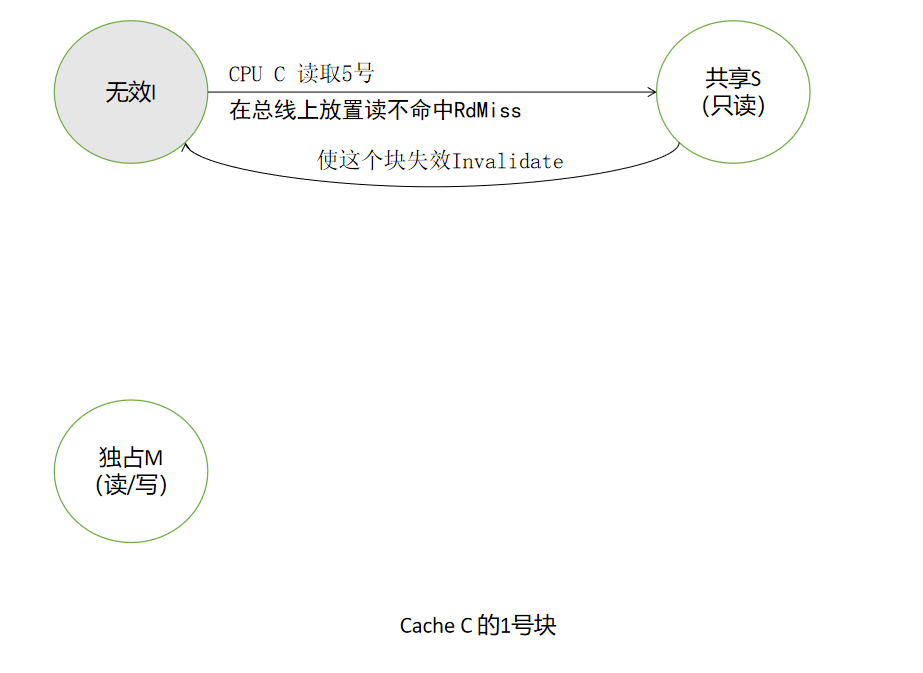 无效I
CPU C 读取5号
在总线上放置读不命中RdMiss
使这个块失效Invalidate
共享S
(只读)
独占M
(读/写)
Cache C 的1号块